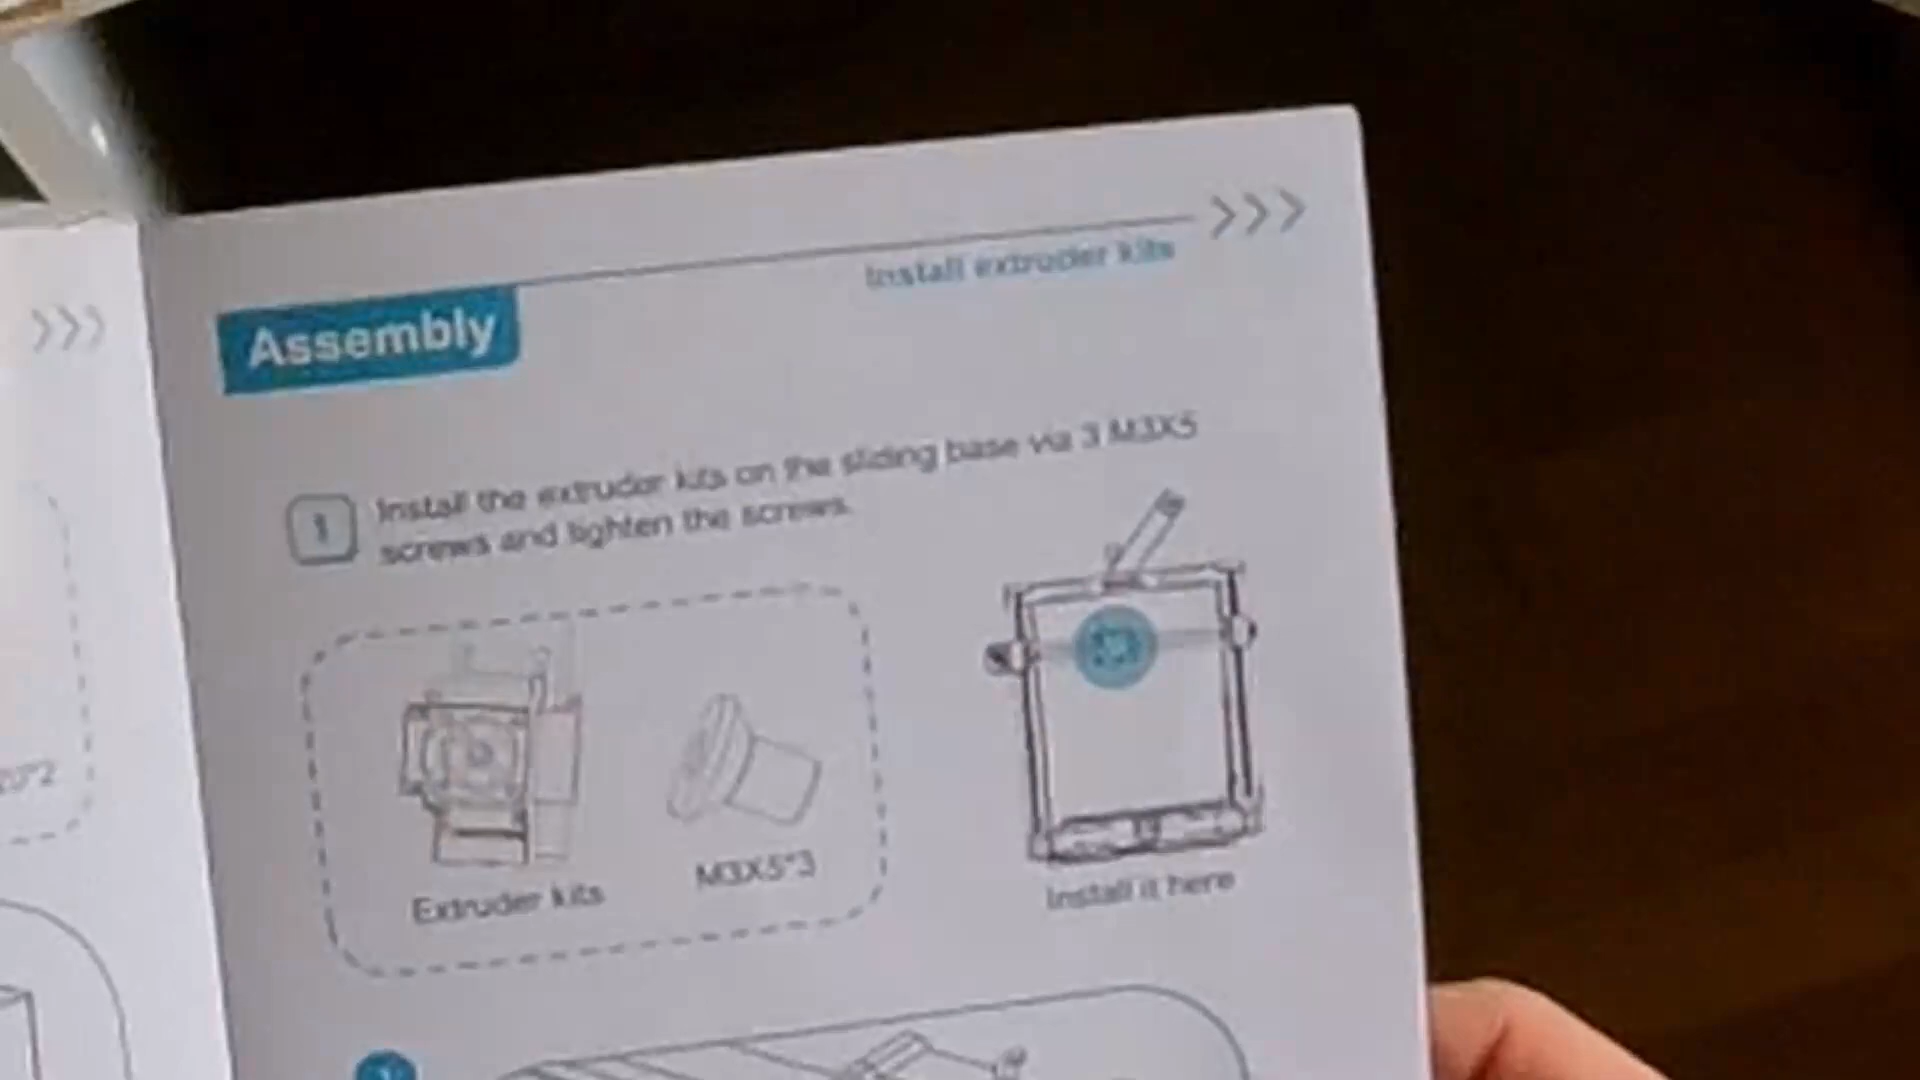 Install extruder kits
Assembly
1
Install the extruder kits on the sliding base via 3 M3X5
screws and tighten the screws.
M3X5*3
Extruder kits
Install it here